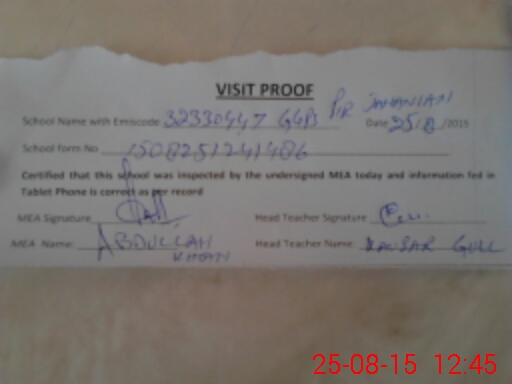 VISIT PROOF
School Name with Emiscode 32330447 GGPS PIR JAHANIAN Date 25/8/2015
School form No 150825121486
Certified that this school was inspected by the undersigned MEA today and information fed in
Tablet Phone is correct as per record
MEA Signature Head Teacher Signature
MEA Name: ABDULLAH Head Teacher Name: KAUSAR GULL
25-08-15 12:45